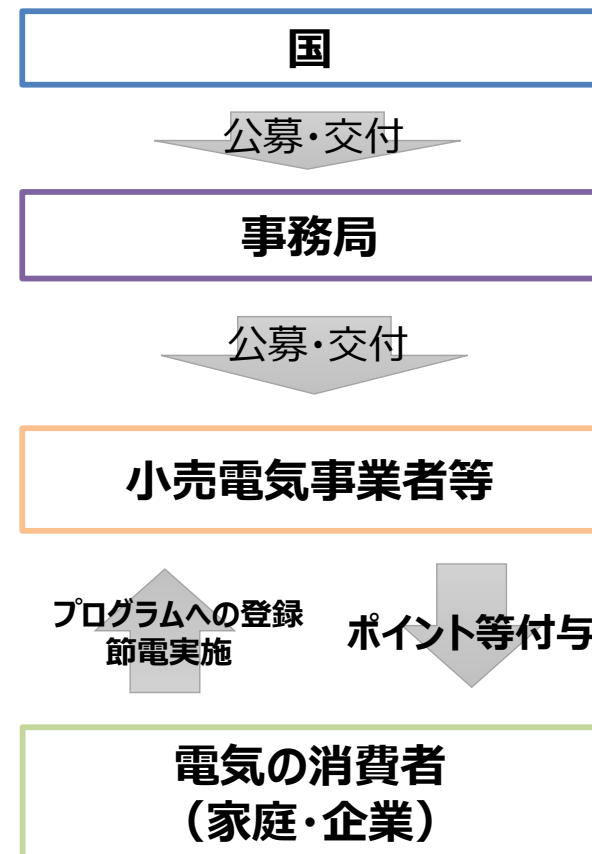 国
公募・交付
事務局
公募・交付
小売電気事業者等
プログラムへの登録
節電実施
ポイント等付与
電気の消費者
（家庭・企業）